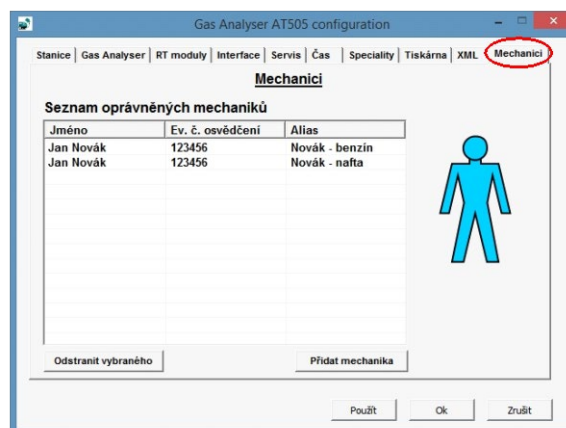 Gas Analyser AT505 configuration
Stanice Gas Analyser RT moduly Interface Servis Čas Speciality Tiskárna XML Mechanici
Mechanici
Seznam oprávněných mechaniků
Jméno Ev. č. osvědčení Alias
Jan Novák 123456 Novák - benzín
Jan Novák 123456 Novák - nafta
Odstranit vybraného Přidat mechanika
Použít Ok Zrušit